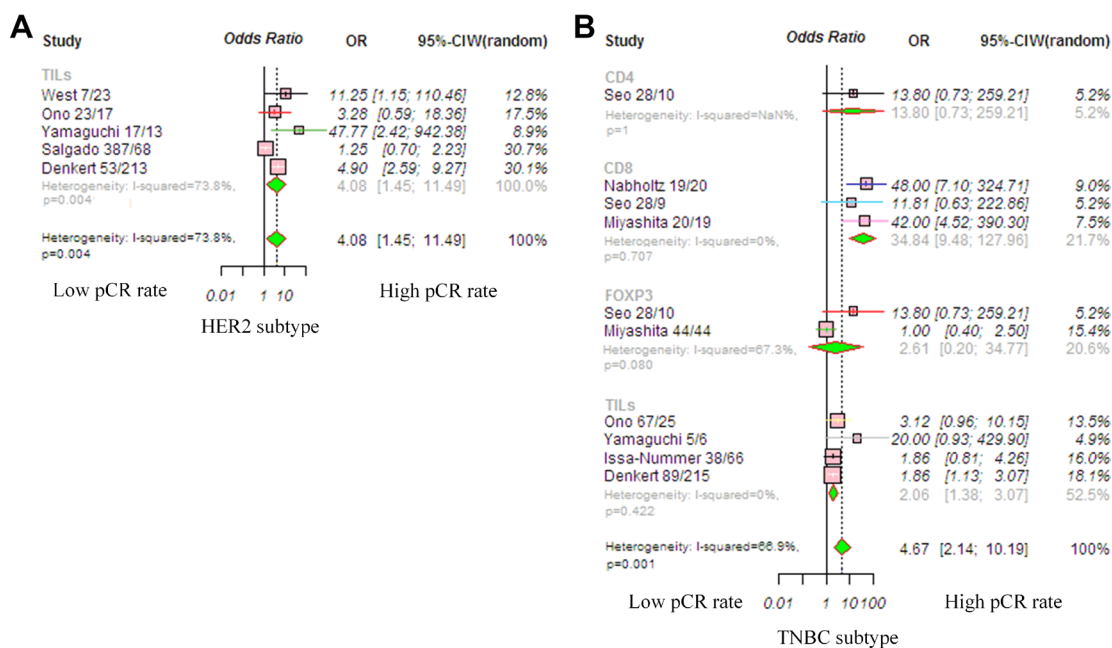 A
Study Odds Ratio OR 95%-CIW(random)
TILs
West 7/23 11.25 [1.15; 110.46] 12.8%
Ono 23/17 3.28 [0.59; 18.36] 17.5%
Yamaguchi 17/13 47.77 [2.42; 942.38] 8.9%
Salgado 387/68 1.25 [0.70; 2.23] 30.7%
Denkert 53/213 4.90 [2.59; 9.27] 30.1%
Heterogeneity: I-squared=73.8%, 4.08 [1.45; 11.49] 100.0%
p=0.004
Heterogeneity: I-squared=73.8%, 4.08 [1.45; 11.49] 100%
p=0.004
Low pCR rate High pCR rate
0.01 1 10
HER2 subtype
B
Study Odds Ratio OR 95%-CIW(random)
CD4
Seo 28/10 13.80 [0.73; 259.21] 5.2%
Heterogeneity: I-squared=NaN%, 13.80 [0.73; 259.21] 5.2%
p=1
CD8
Nabholtz 19/20 48.00 [7.10; 324.71] 9.0%
Seo 28/9 11.81 [0.63; 222.86] 5.2%
Miyashita 20/19 42.00 [4.52; 390.30] 7.5%
Heterogeneity: I-squared=0%, 34.84 [9.48; 127.96] 21.7%
p=0.707
FOXP3
Seo 28/10 13.80 [0.73; 259.21] 5.2%
Miyashita 44/44 1.00 [0.40; 2.50] 15.4%
Heterogeneity: I-squared=67.3%, 2.61 [0.20; 34.77] 20.6%
p=0.080
TILs
Ono 67/25 3.12 [0.96; 10.15] 13.5%
Yamaguchi 5/6 20.00 [0.93; 429.90] 4.9%
Issa-Nummer 38/66 1.86 [0.81; 4.26] 16.0%
Denkert 89/215 1.86 [1.13; 3.07] 18.1%
Heterogeneity: I-squared=0%, 2.06 [1.38; 3.07] 52.5%
p=0.422
Heterogeneity: I-squared=66.9%, 4.67 [2.14; 10.19] 100%
p=0.001
Low pCR rate 0.01 1 10 100 High pCR rate
TNBC subtype